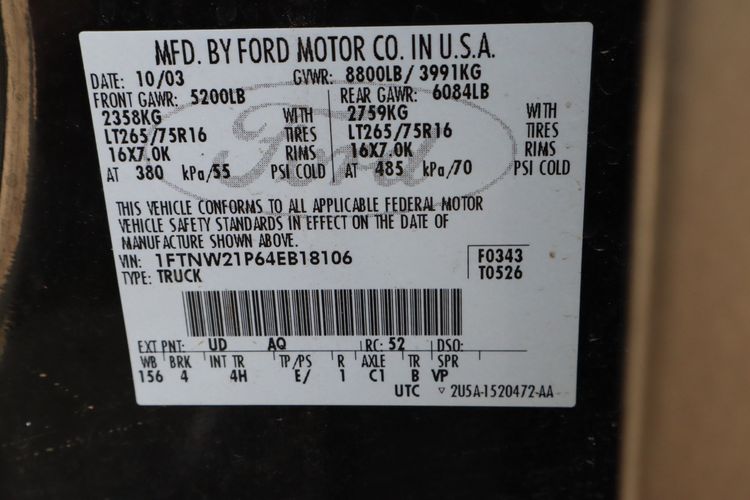 MFD. BY FORD MOTOR CO. IN U.S.A.
DATE: 10/03 GVWR: 8800LB/ 3991KG
FRONT GAWR: 5200LB REAR GAWR: 6084LB
2358KG WITH 2759KG WITH
LT265/75R16 TIRES LT265/75R16 TIRES
16X7.0K RIMS 16X7.0K RIMS
AT 380 kPa/55 PSI COLD AT 485 kPa/70 PSI COLD
Ford
THIS VEHICLE CONFORMS TO ALL APPLICABLE FEDERAL MOTOR
VEHICLE SAFETY STANDARDS IN EFFECT ON THE DATE OF
MANUFACTURE SHOWN ABOVE.
VIN: 1FTNW21P64EB18106 F0343
TYPE: TRUCK T0526
EXT PNT: UD AQ RC: 52 DSO:
WB BRK INT TR TP/PS R AXLE TR SPR
156 4 4H E/ 1 C1 B VP
UTC ▽ 2U5A-1520472-AA